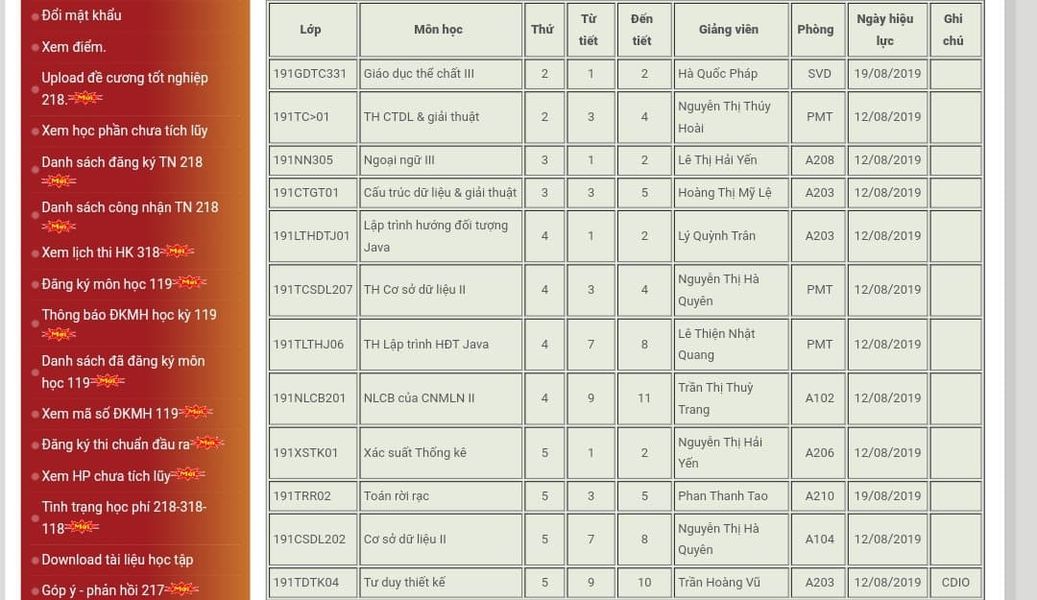 Đổi mật khẩu
Xem điểm.
Upload đề cương tốt nghiệp
218. Mới
Xem học phần chưa tích lũy
Danh sách đăng ký TN 218
Mới
Danh sách công nhận TN 218
Mới
Xem lịch thi HK 318 Mới
Đăng ký môn học 119 Mới
Thông báo ĐKMH học kỳ 119
Mới
Danh sách đã đăng ký môn
học 119 Mới
Xem mã số ĐKMH 119 Mới
Đăng ký thi chuẩn đầu ra Mới
Xem HP chưa tích lũy Mới
Tình trạng học phí 218-318-
118 Mới
Download tài liệu học tập
Góp ý - phản hồi 217 Mới
Lớp Môn học Thứ Từ tiết Đến tiết Giảng viên Phòng Ngày hiệu lực Ghi chú
191GDTC331 Giáo dục thể chất III 2 1 2 Hà Quốc Pháp SVD 19/08/2019
191TC>01 TH CTDL & giải thuật 2 3 4 Nguyễn Thị Thúy Hoài PMT 12/08/2019
191NN305 Ngoại ngữ III 3 1 2 Lê Thị Hải Yến A208 12/08/2019
191CTGT01 Cấu trúc dữ liệu & giải thuật 3 3 5 Hoàng Thị Mỹ Lệ A203 12/08/2019
191LTHDTJ01 Lập trình hướng đối tượng Java 4 1 2 Lý Quỳnh Trân A203 12/08/2019
191TCSDL207 TH Cơ sở dữ liệu II 4 3 4 Nguyễn Thị Hà Quyên PMT 12/08/2019
191TLTHJ06 TH Lập trình HĐT Java 4 7 8 Lê Thiện Nhật Quang PMT 12/08/2019
191NLCB201 NLCB của CNMLN II 4 9 11 Trần Thị Thuỳ Trang A102 12/08/2019
191XSTK01 Xác suất Thống kê 5 1 2 Nguyễn Thị Hải Yến A206 12/08/2019
191TRR02 Toán rời rạc 5 3 5 Phan Thanh Tao A210 19/08/2019
191CSDL202 Cơ sở dữ liệu II 5 7 8 Nguyễn Thị Hà Quyên A104 12/08/2019
191TDTK04 Tư duy thiết kế 5 9 10 Trần Hoàng Vũ A203 12/08/2019 CDIO